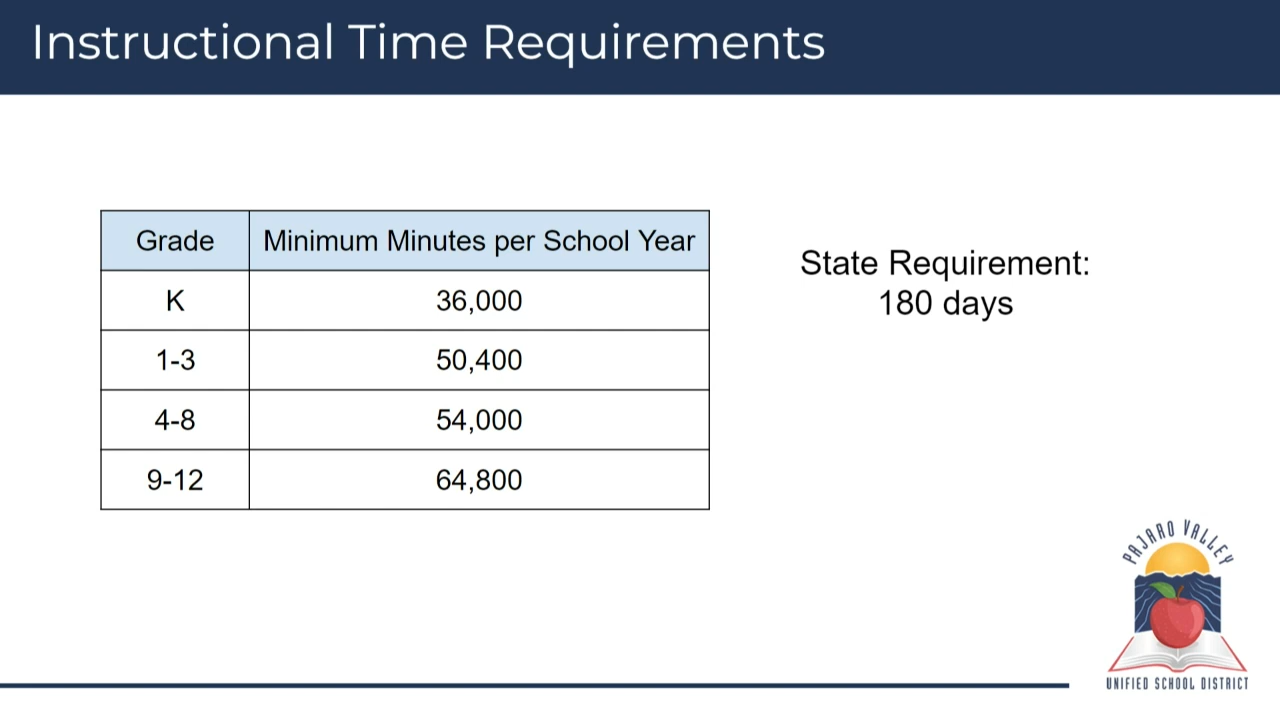 Instructional Time Requirements
Grade Minimum Minutes per School Year
K 36,000
1-3 50,400
4-8 54,000
9-12 64,800
State Requirement:
180 days
PAJARO VALLEY
UNIFIED SCHOOL DISTRICT